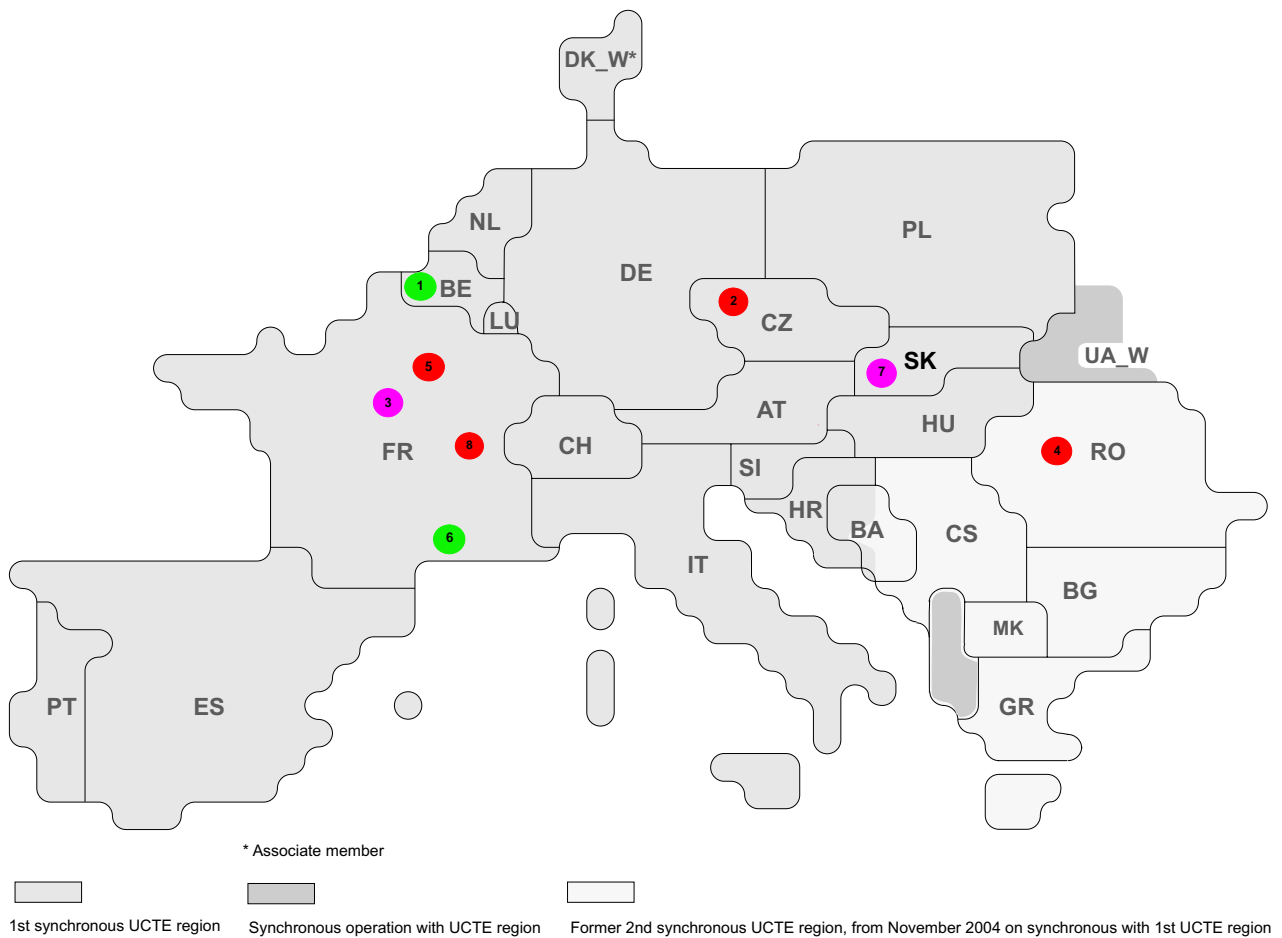 DK_W*
NL
PL
DE
1
BE
2
CZ
LU
UA_W
SK
5
7
3
AT
HU
FR
8
CH
SI
4
RO
HR
BA
CS
6
IT
BG
MK
PT
ES
GR
* Associate member
1st synchronous UCTE region
Synchronous operation with UCTE region
Former 2nd synchronous UCTE region, from November 2004 on synchronous with 1st UCTE region